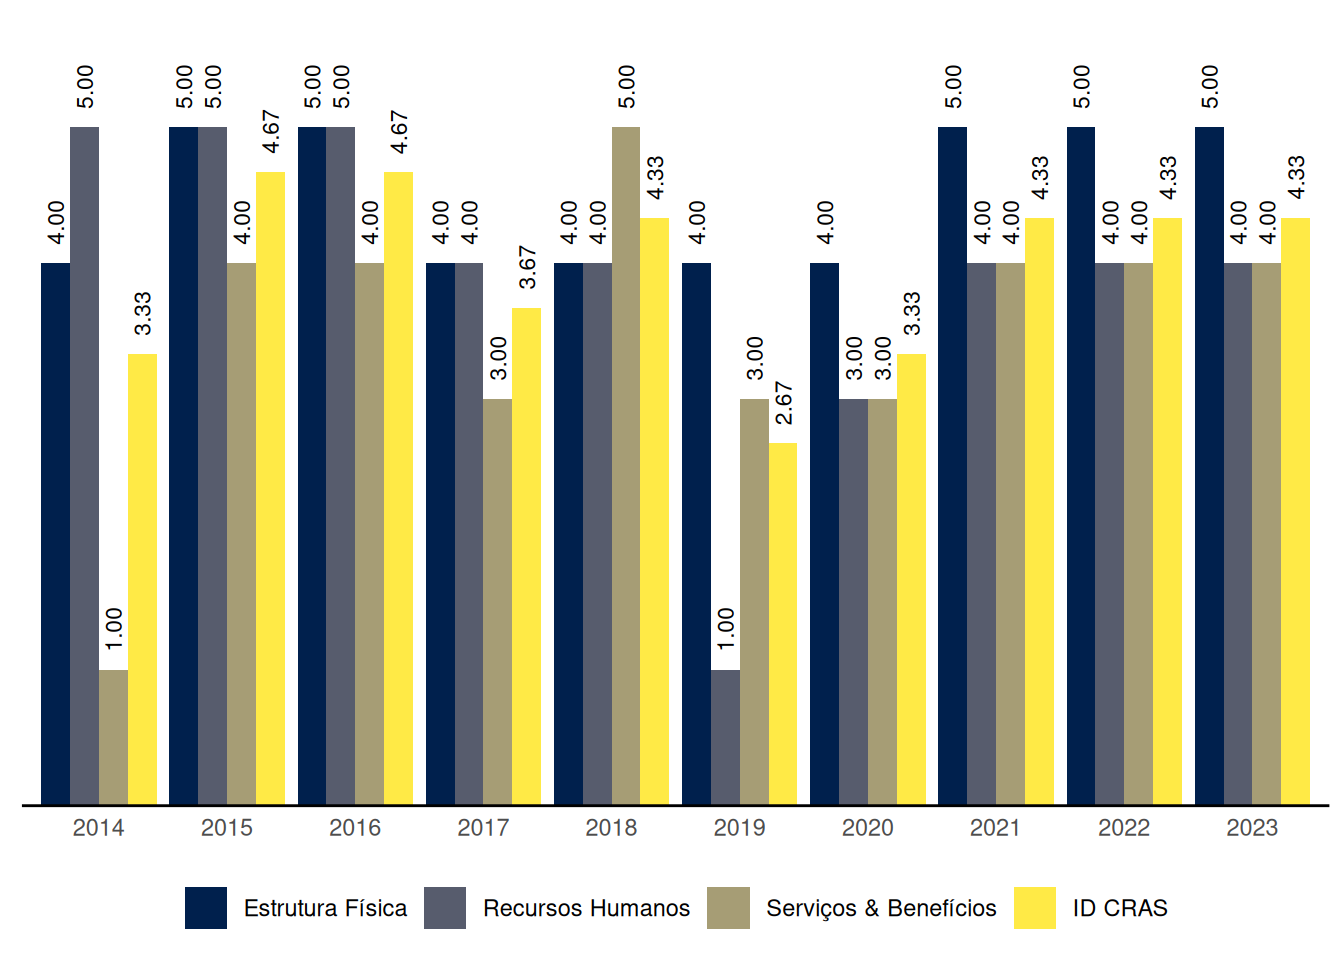 4.00 5.00 1.00 3.33
5.00 5.00 4.00 4.67
5.00 5.00 4.00 4.67
4.00 4.00 3.00 3.67
4.00 4.00 5.00 4.33
4.00 1.00 3.00 2.67
4.00 3.00 3.00 3.33
5.00 4.00 4.00 4.33
5.00 4.00 4.00 4.33
5.00 4.00 4.00 4.33
2014 2015 2016 2017 2018 2019 2020 2021 2022 2023
Estrutura Física Recursos Humanos Serviços & Benefícios ID CRAS